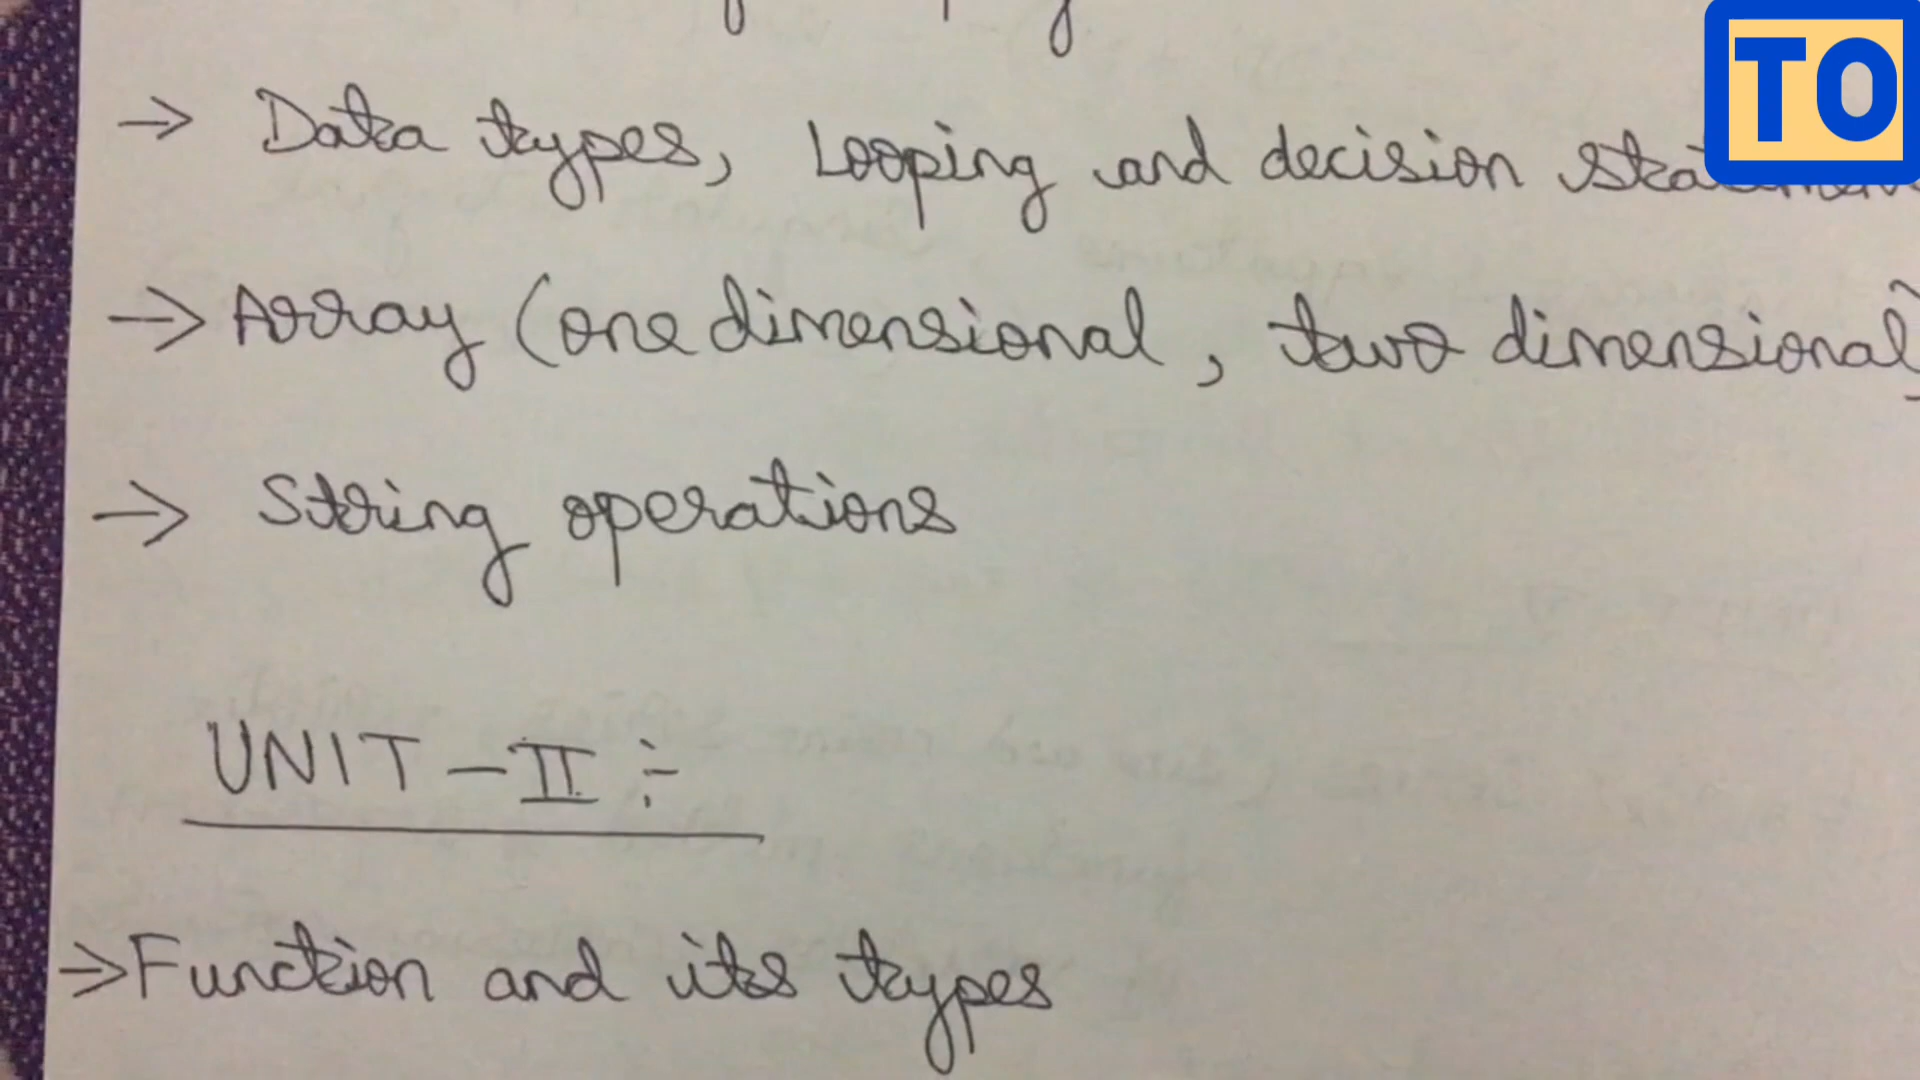 TO
→ Data types, Looping and decision
→ Array (one dimensional, two dimensional)
→ String operations
UNIT-II :-
→ Function and its types